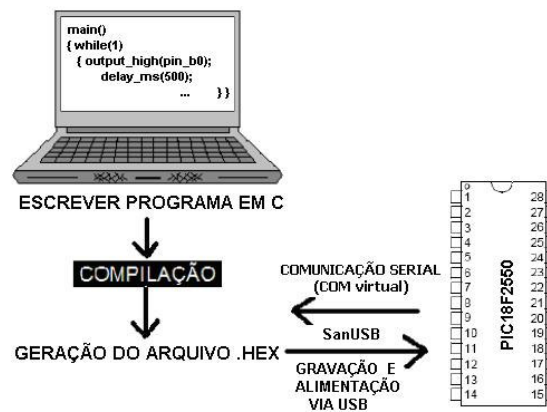 main()
{ while(1)
{ output_high(pin_b0);
delay_ms(500);
... } }
ESCREVER PROGRAMA EM C
COMPILAÇÃO
GERAÇÃO DO ARQUIVO .HEX
COMUNICAÇÃO SERIAL
(COM virtual)
SanUSB
GRAVAÇÃO E
ALIMENTAÇÃO
VIA USB
PIC18F2550
1 28
2 27
3 26
4 25
5 24
6 23
7 22
8 21
9 20
10 19
11 18
12 17
13 16
14 15